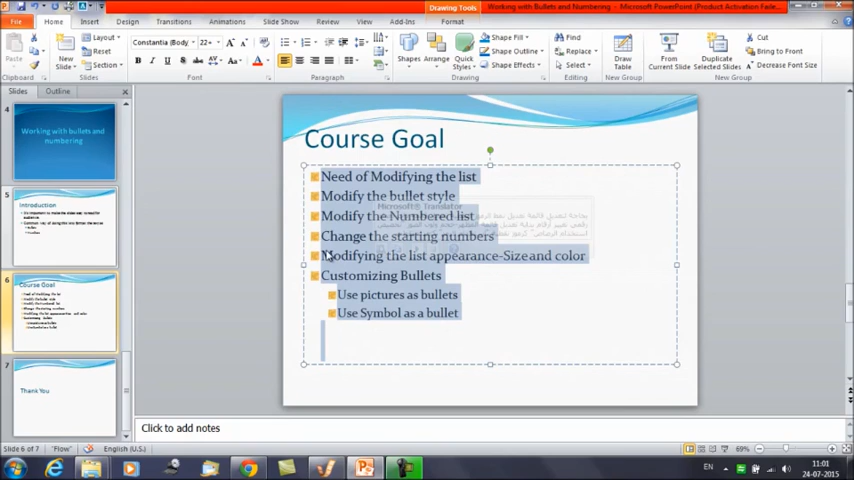 Drawing Tools
Working with Bullets and Numbering - Microsoft PowerPoint (Product Activation Faile
File
Home
Insert
Design
Transitions
Animations
Slide Show
Review
View
Add-Ins
Format
Paste
New
Slide
Layout
Reset
Section
Constantia (Body)
22
Shapes
Arrange
Quick
Styles
Shape Fill
Shape Outline
Shape Effects
Find
Replace
Select
Draw
Table
From
Current Slide
Duplicate
Selected Slides
Cut
Bring to Front
Decrease Font Size
Clipboard
Slides
Font
Paragraph
Drawing
Editing
New Group
New Group
Slides
Outline
4
Working with bullets and
numbering
5
Introduction
6
Course Goal
7
Thank You
Course Goal
Need of Modifying the list
Modify the bullet style
Modify the Numbered list
Change the starting numbers
Modifying the list appearance-Size and color
Customizing Bullets
Use pictures as bullets
Use Symbol as a bullet
Microsoft® Translator
Click to add notes
Slide 6 of 7
"Flow"
English (U.S.)
69%
EN
11:01
24-07-2015